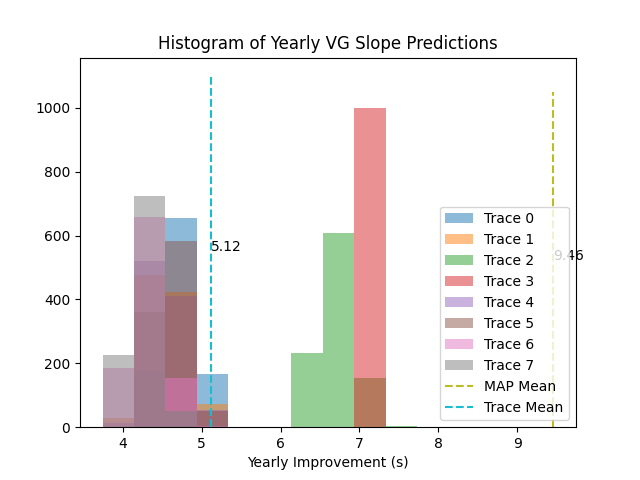 Histogram of Yearly VG Slope Predictions
1000
800
600
400
200
0
5.12
9.46
Trace 0
Trace 1
Trace 2
Trace 3
Trace 4
Trace 5
Trace 6
Trace 7
MAP Mean
Trace Mean
4 5 6 7 8 9
Yearly Improvement (s)